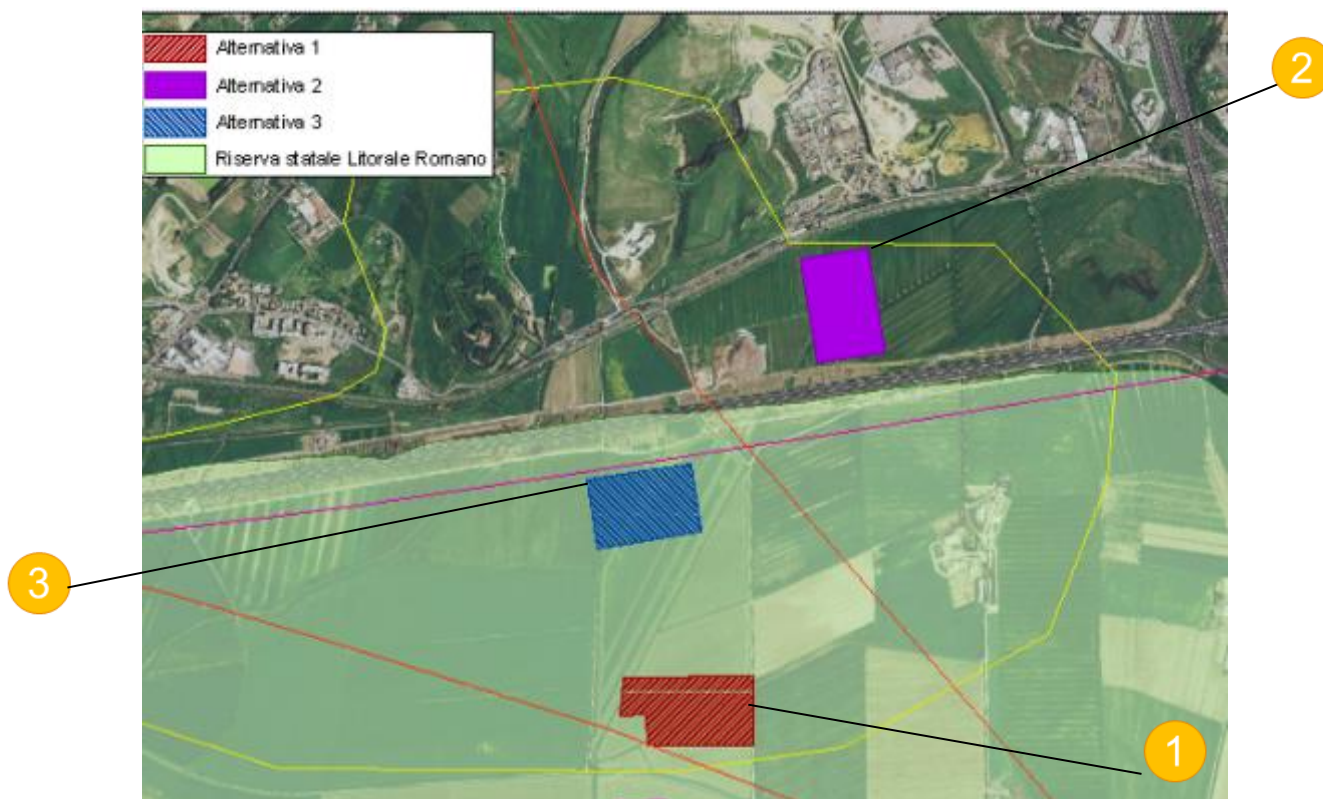 Alternativa 1
Alternativa 2
Alternativa 3
Riserva statale Litorale Romano
2
3
1